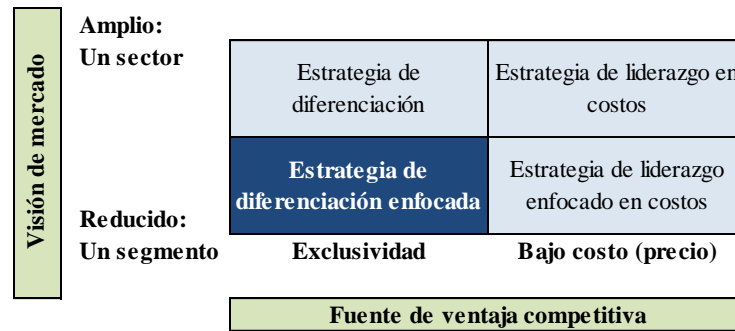 Visión de mercado
Amplio:
Un sector
Estrategia de
diferenciación
Estrategia de liderazgo en
costos
Estrategia de
diferenciación enfocada
Estrategia de liderazgo
enfocado en costos
Reducido:
Un segmento
Exclusividad
Bajo costo (precio)
Fuente de ventaja competitiva